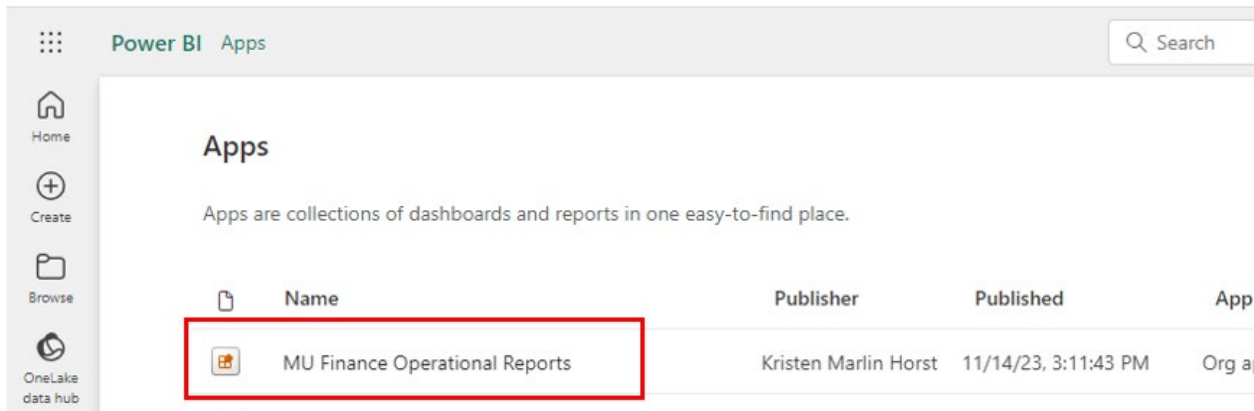 Power BI Apps
Search
Home
Create
Browse
OneLake
data hub
Apps
Apps are collections of dashboards and reports in one easy-to-find place.
Name Publisher Published App
MU Finance Operational Reports Kristen Marlin Horst 11/14/23, 3:11:43 PM Org a